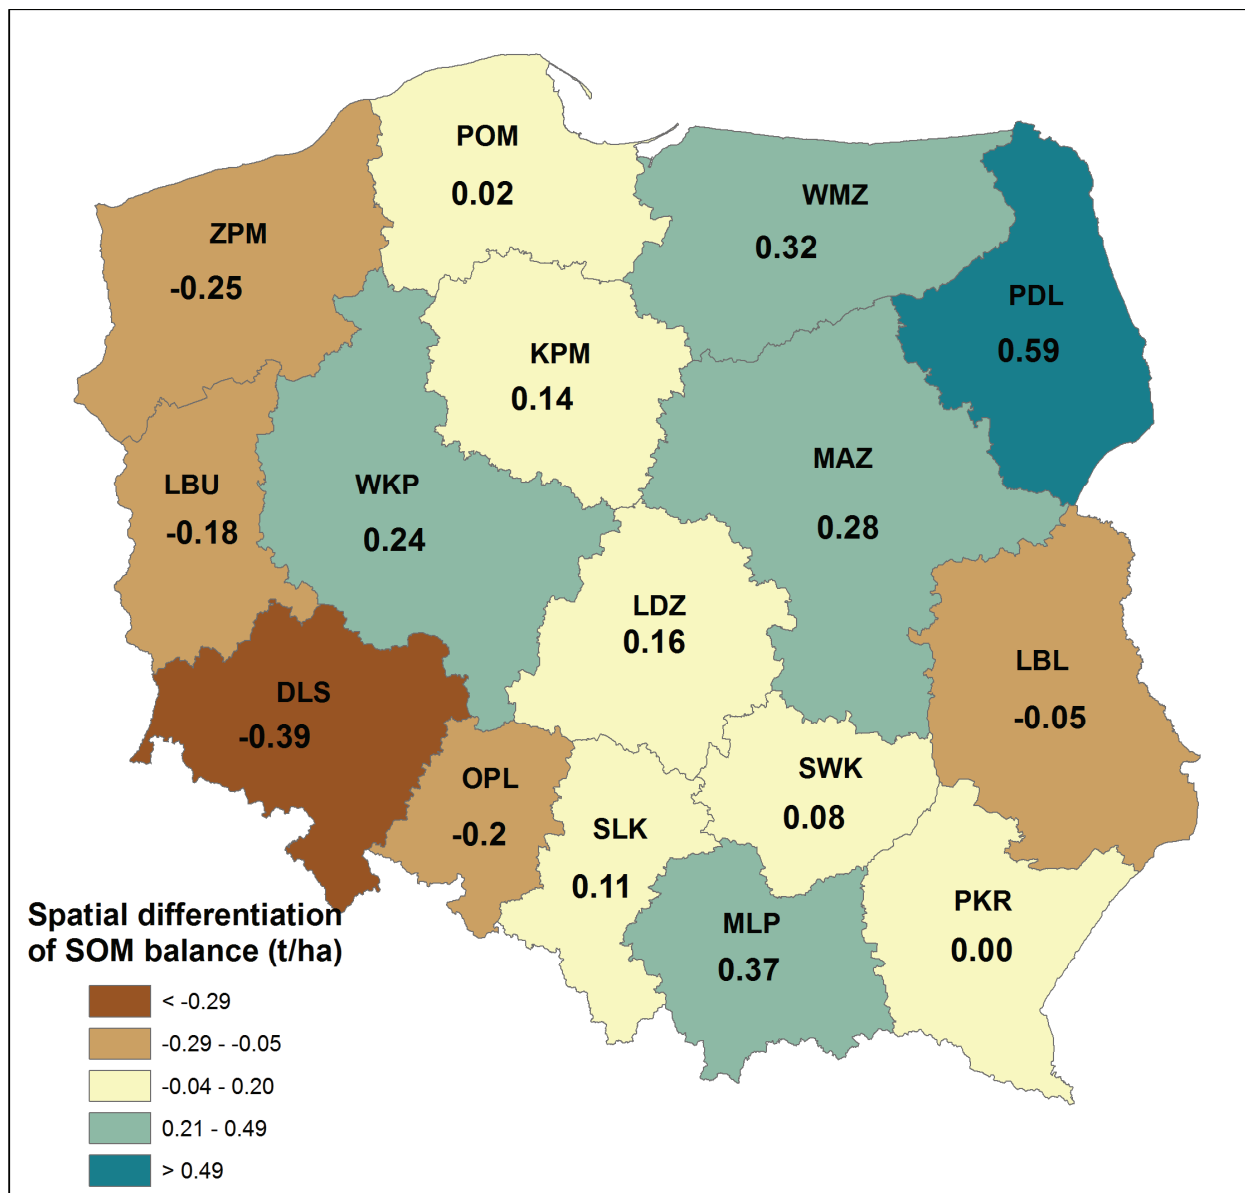 POM
0.02
WMZ
0.32
ZPM
-0.25
PDL
0.59
KPM
0.14
MAZ
0.28
LBU
-0.18
WKP
0.24
LDZ
0.16
LBL
-0.05
DLS
-0.39
OPL
-0.2
SWK
0.08
SLK
0.11
PKR
0.00
MLP
0.37
Spatial differentiation
of SOM balance (t/ha)
< -0.29
-0.29 - -0.05
-0.04 - 0.20
0.21 - 0.49
> 0.49